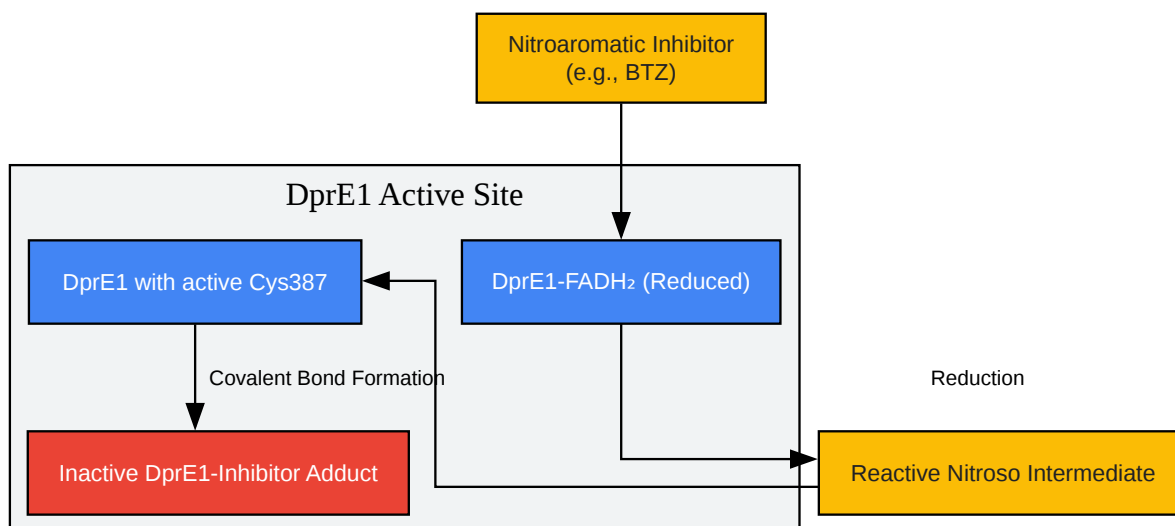 Nitroaromatic Inhibitor
(e.g., BTZ)
DprE1 Active Site
DprE1 with active Cys387
DprE1-FADH₂ (Reduced)
Covalent Bond Formation
Reduction
Inactive DprE1-Inhibitor Adduct
Reactive Nitroso Intermediate